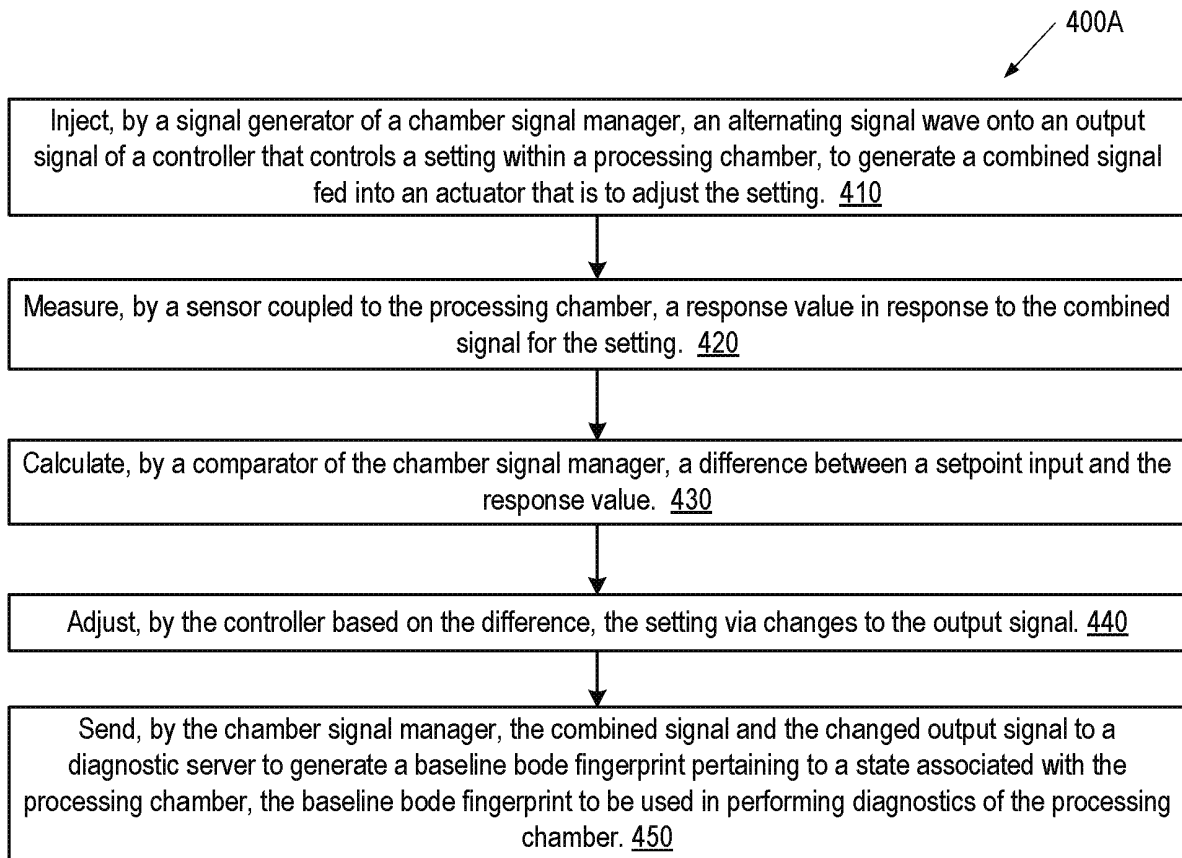 400A
Inject, by a signal generator of a chamber signal manager, an alternating signal wave onto an output
signal of a controller that controls a setting within a processing chamber, to generate a combined signal
fed into an actuator that is to adjust the setting. 410
Measure, by a sensor coupled to the processing chamber, a response value in response to the combined
signal for the setting. 420
Calculate, by a comparator of the chamber signal manager, a difference between a setpoint input and the
response value. 430
Adjust, by the controller based on the difference, the setting via changes to the output signal. 440
Send, by the chamber signal manager, the combined signal and the changed output signal to a
diagnostic server to generate a baseline bode fingerprint pertaining to a state associated with the
processing chamber, the baseline bode fingerprint to be used in performing diagnostics of the processing
chamber. 450